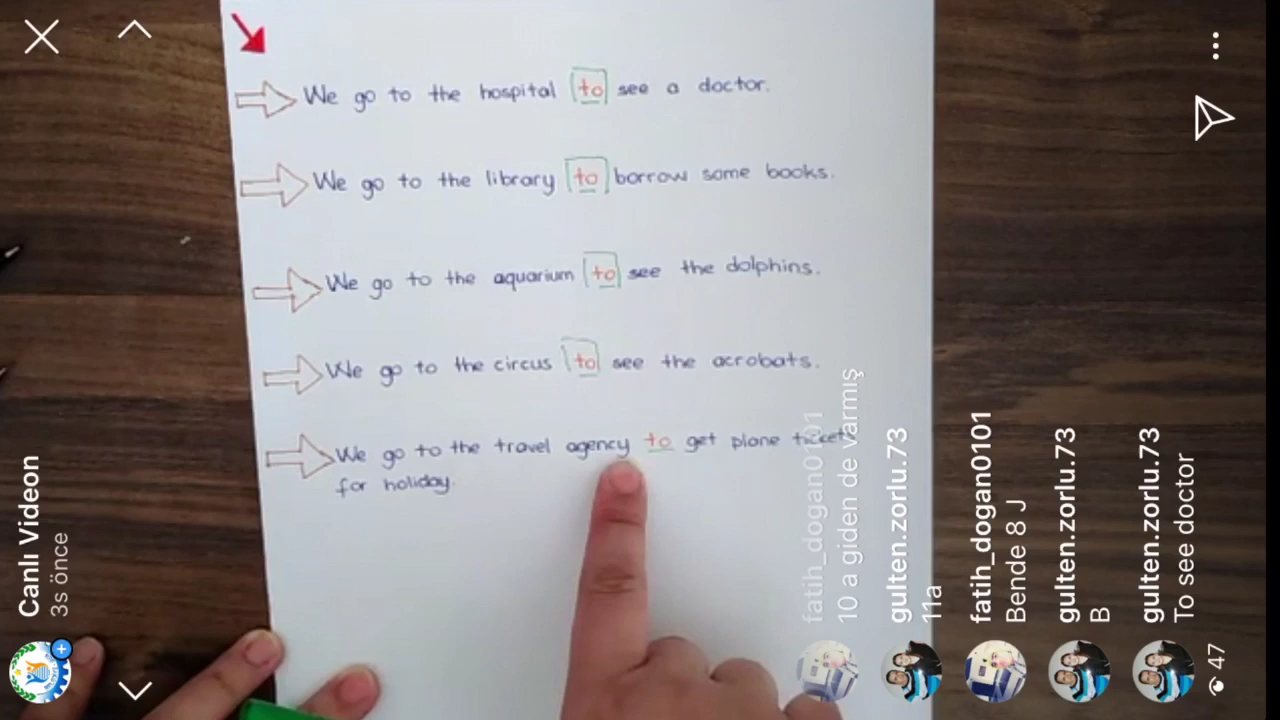 We go to the hospital to see a doctor.
We go to the library to borrow some books.
We go to the aquarium to see the dolphins.
We go to the circus to see the acrobats.
We go to the travel agency to get plane ticket
for holiday.
Canlı Videon
3s önce
fatih_dogan0101
10 a giden de varmış
gulten.zorlu.73
11a
fatih_dogan0101
Bende 8 J
gulten.zorlu.73
B
gulten.zorlu.73
To see doctor
47